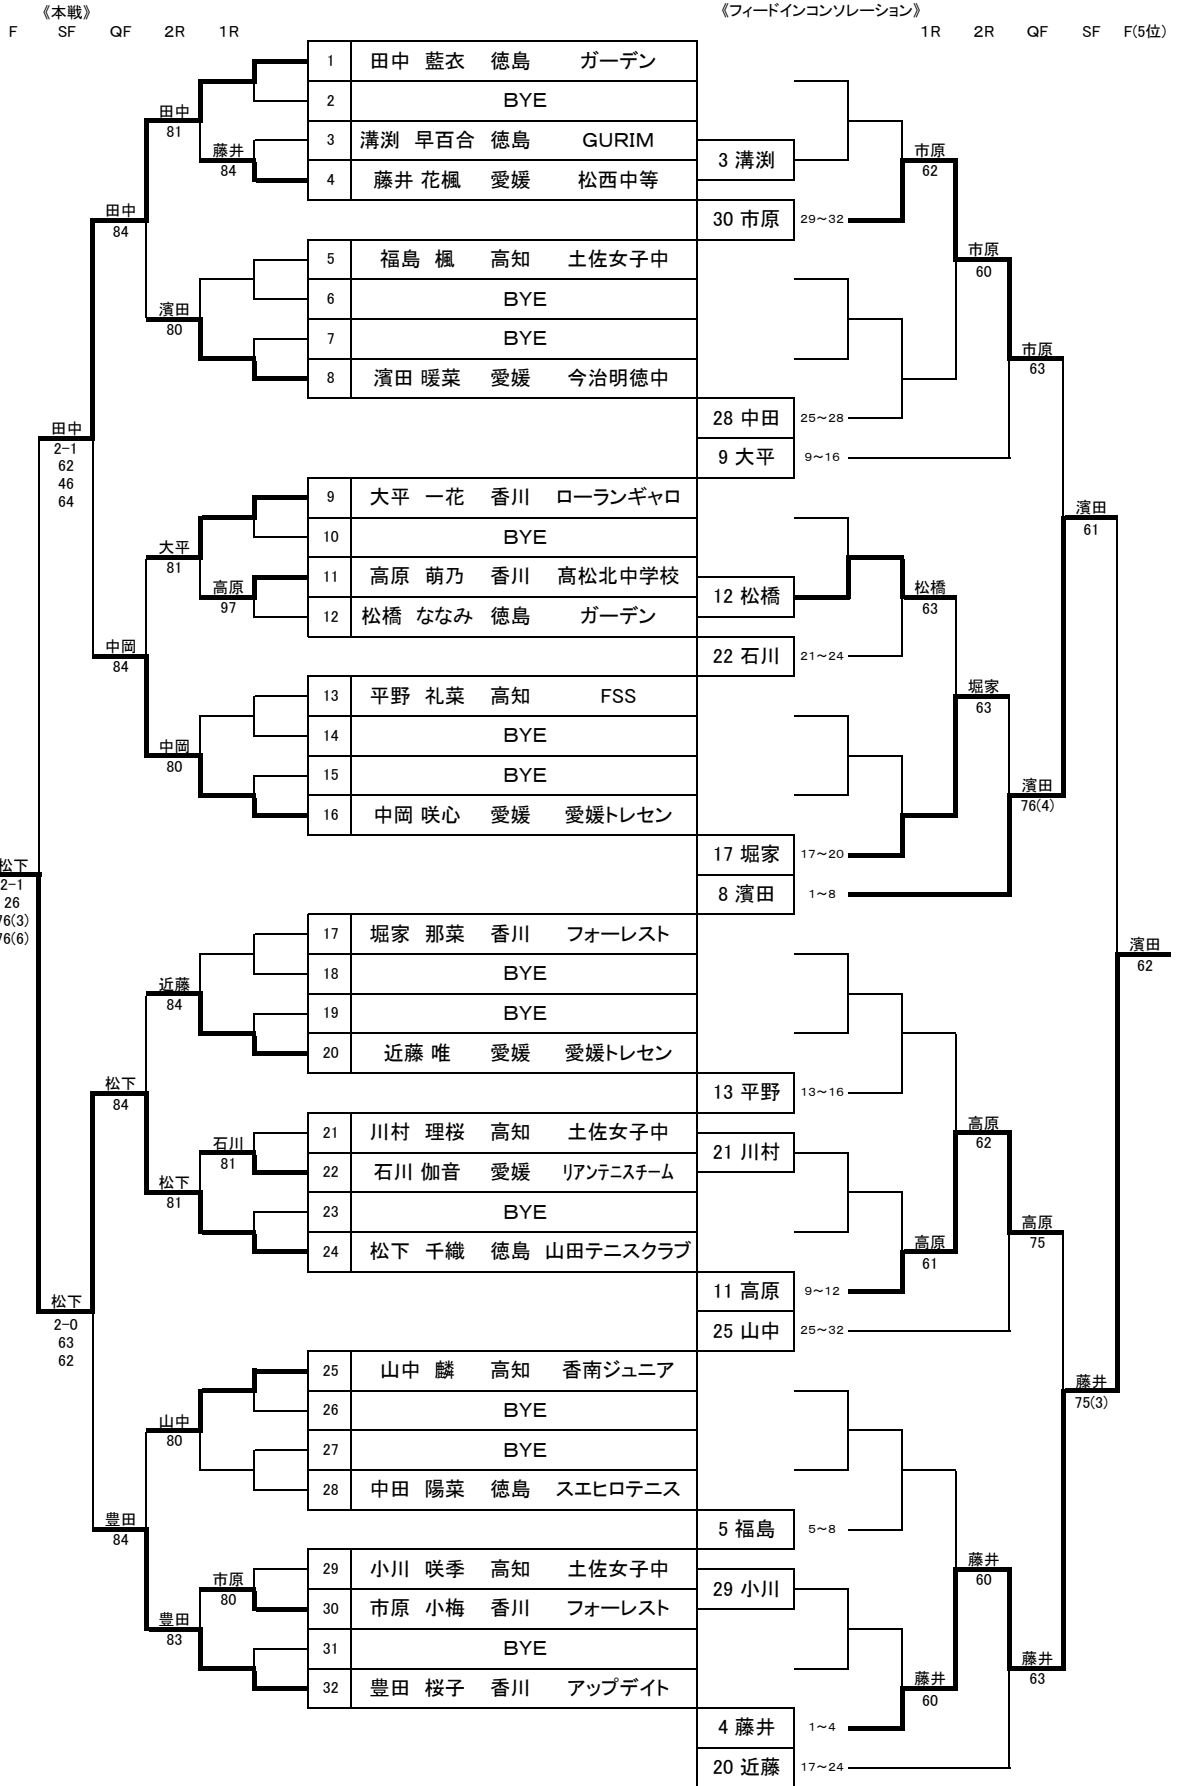 《本戦》 《フィードインコンソレーション》
F SF QF 2R 1R 1R 2R QF SF F(5位)
1 田中 藍衣 徳島 ガーデン
2 BYE
田中
81
3 溝渕 早百合 徳島 GURIM
藤井
84
3 溝渕
市原
62
4 藤井 花楓 愛媛 松西中等
田中
84
30 市原 29～32
5 福島 楓 高知 土佐女子中
市原
60
6 BYE
濱田
80
7 BYE
市原
63
8 濱田 暖菜 愛媛 今治明徳中
28 中田 25～28
田中
2-1
62
46
64
9 大平 9～16
9 大平 一花 香川 ローランギャロ
濱田
61
10 BYE
大平
81
11 高原 萌乃 香川 髙松北中学校
高原
97
12 松橋
松橋
63
12 松橋 ななみ 徳島 ガーデン
中岡
84
22 石川 21～24
13 平野 礼菜 高知 FSS
堀家
63
14 BYE
中岡
80
15 BYE
濱田
76(4)
16 中岡 咲心 愛媛 愛媛トレセン
17 堀家 17～20
松下
2-1
26
76(3)
76(6)
8 濱田 1～8
17 堀家 那菜 香川 フォーレスト
濱田
62
18 BYE
近藤
84
19 BYE
20 近藤 唯 愛媛 愛媛トレセン
松下
84
13 平野 13～16
21 川村 理桜 高知 土佐女子中
高原
62
石川
81
21 川村
22 石川 伽音 愛媛 リアンテニスチーム
松下
81
23 BYE
高原
75
24 松下 千織 徳島 山田テニスクラブ
高原
61
11 高原 9～12
松下
2-0
63
62
25 山中 25～32
25 山中 麟 高知 香南ジュニア
藤井
75(3)
26 BYE
山中
80
27 BYE
28 中田 陽菜 徳島 スエヒロテニス
豊田
84
5 福島 5～8
29 小川 咲季 高知 土佐女子中
藤井
60
市原
80
29 小川
30 市原 小梅 香川 フォーレスト
豊田
83
31 BYE
藤井
63
32 豊田 桜子 香川 アップデイト
藤井
60
4 藤井 1～4
20 近藤 17～24